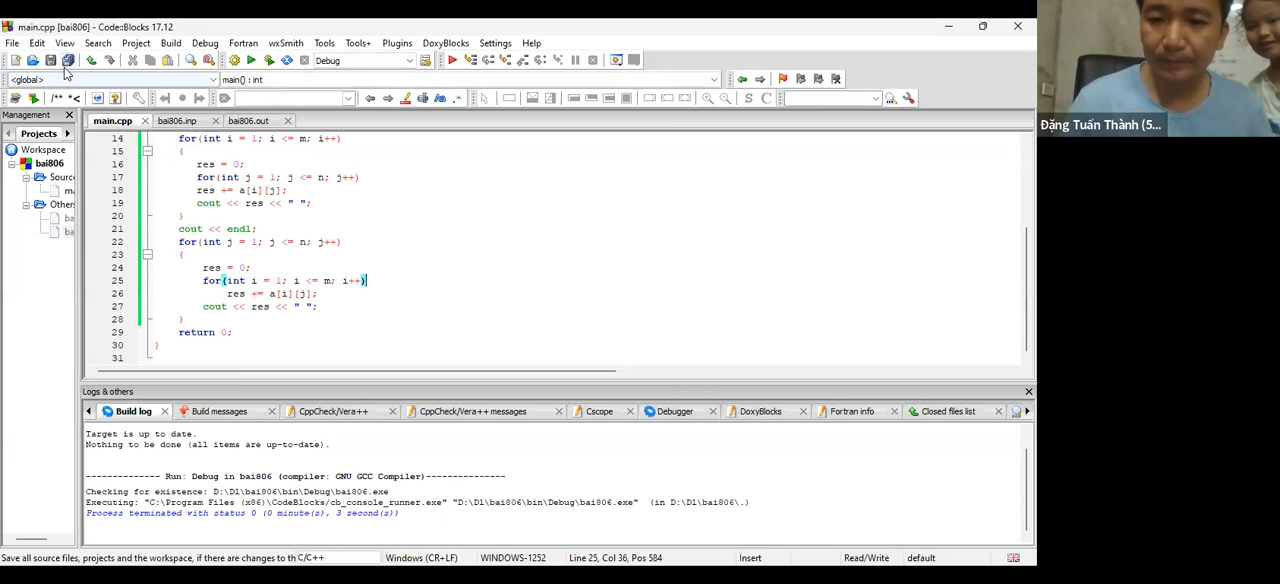 main.cpp [bai806] - Code::Blocks 17.12
File Edit View Search Project Build Debug Fortran wxSmith Tools Tools+ Plugins DoxyBlocks Settings Help
Debug
<global> main() : int
/** *<
Management
main.cpp bai806.inp bai806.out
Projects
Workspace
bai806
Sourc
ma
Others
ba
ba
14 for(int i = 1; i <= m; i++)
15 {
16 res = 0;
17 for(int j = 1; j <= n; j++)
18 res += a[i][j];
19 cout << res << " ";
20 }
21 cout << endl;
22 for(int j = 1; j <= n; j++)
23 {
24 res = 0;
25 for(int i = 1; i <= m; i++)
26 res += a[i][j];
27 cout << res << " ";
28 }
29 return 0;
30 }
31
Logs & others
Build log Build messages CppCheck/Vera++ CppCheck/Vera++ messages Cscope Debugger DoxyBlocks Fortran info Closed files list
Target is up to date.
Nothing to be done (all items are up-to-date).
-------------- Run: Debug in bai806 (compiler: GNU GCC Compiler)---------------
Checking for existence: D:\D1\bai806\bin\Debug\bai806.exe
Executing: "C:\Program Files (x86)\CodeBlocks/cb_console_runner.exe" "D:\D1\bai806\bin\Debug\bai806.exe" (in D:\D1\bai806\.)
Process terminated with status 0 (0 minute(s), 3 second(s))
Save all source files, projects and the workspace, if there are changes to th C/C++ Windows (CR+LF) WINDOWS-1252 Line 25, Col 36, Pos 584 Insert Read/Write default
Đặng Tuấn Thành (5...